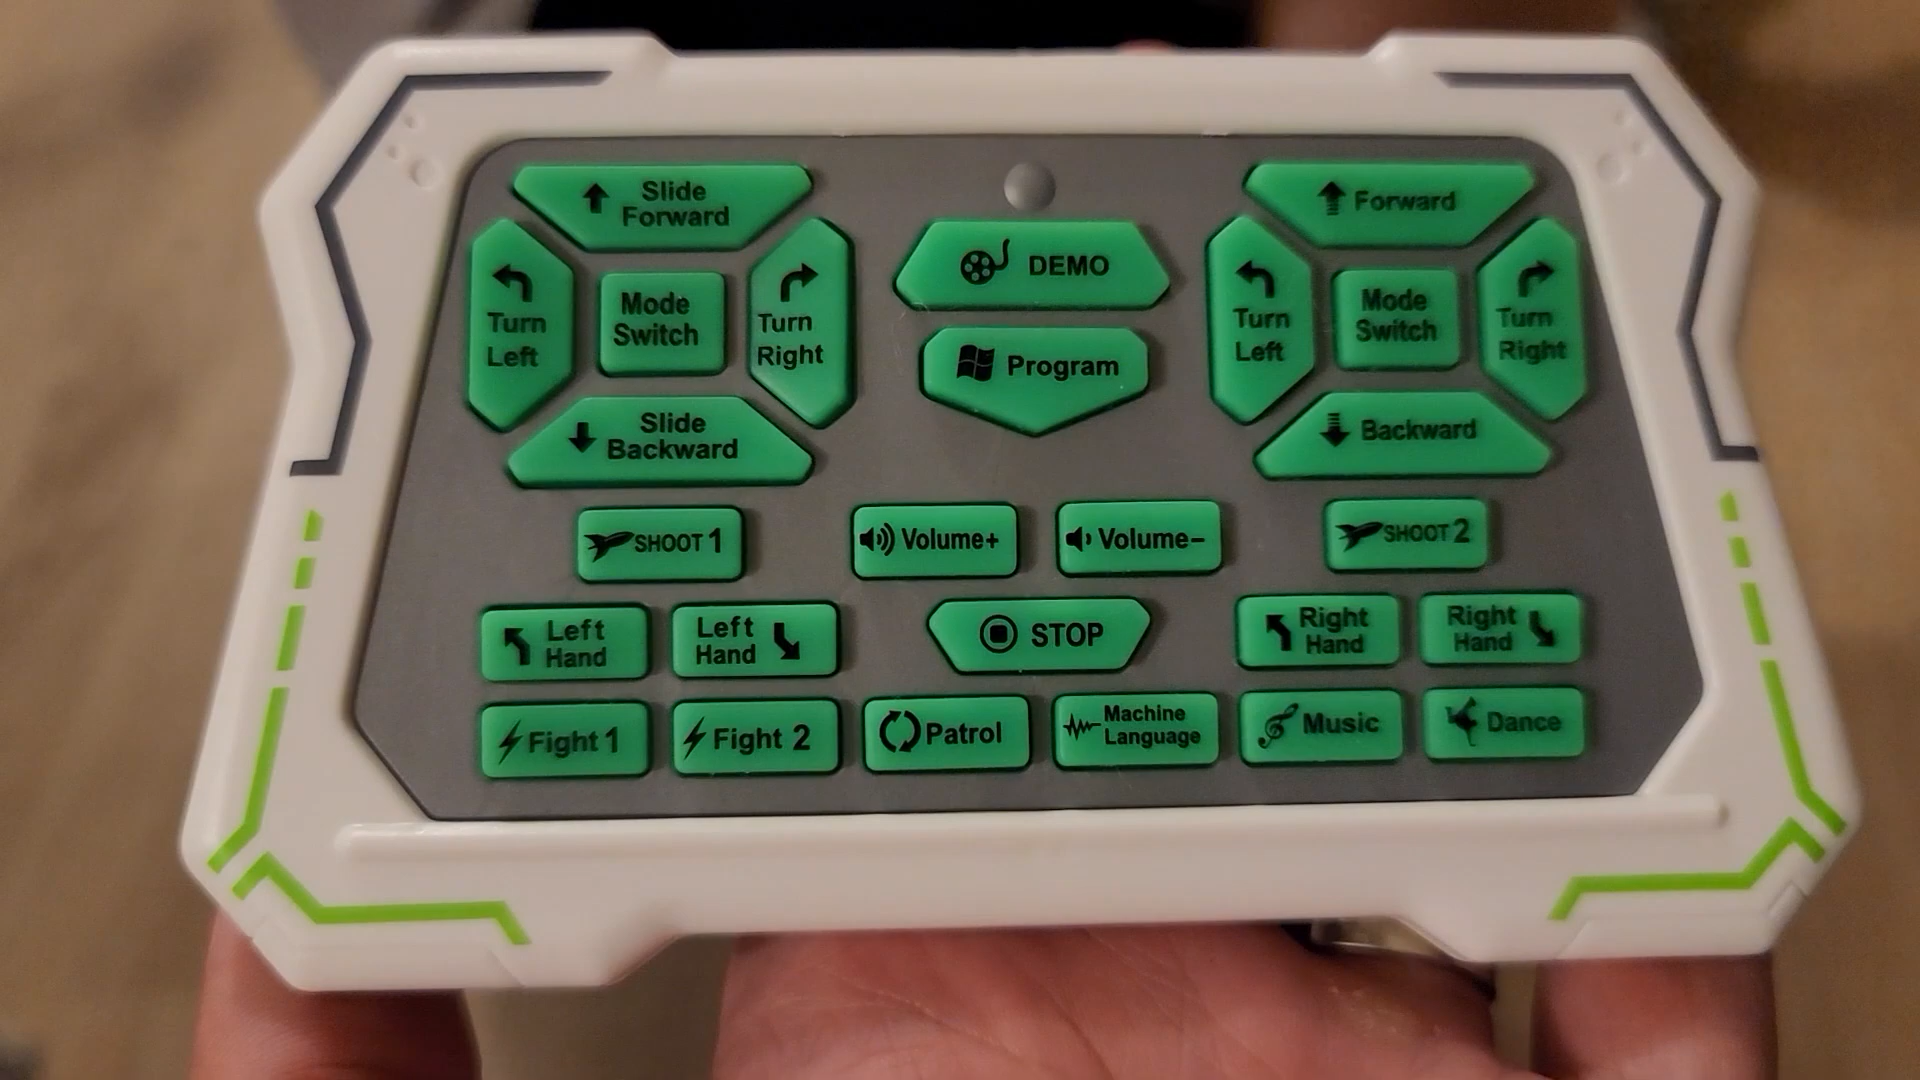 Slide
Forward
Turn
Left
Mode
Switch
Turn
Right
Slide
Backward
DEMO
Program
Forward
Turn
Left
Mode
Switch
Turn
Right
Backward
SHOOT 1
Volume+
Volume−
SHOOT 2
Left
Hand
Left
Hand
STOP
Right
Hand
Right
Hand
Fight 1
Fight 2
Patrol
Machine
Language
Music
Dance